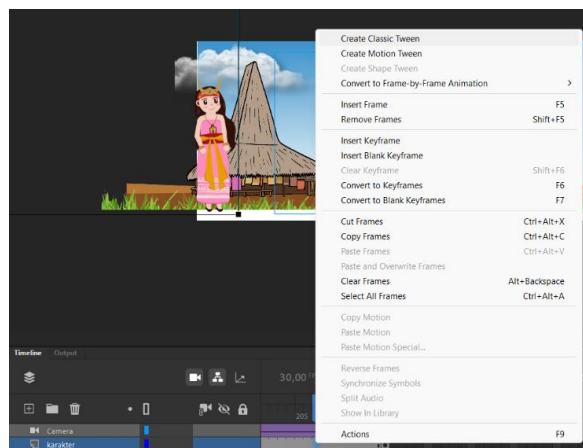 Create Classic Tween
Create Motion Tween
Create Shape Tween
Convert to Frame-by-Frame Animation >
Insert Frame F5
Remove Frames Shift+F5
Insert Keyframe
Insert Blank Keyframe
Clear Keyframe Shift+F6
Convert to Keyframes F6
Convert to Blank Keyframes F7
Cut Frames Ctrl+Alt+X
Copy Frames Ctrl+Alt+C
Paste Frames Ctrl+Alt+V
Paste and Overwrite Frames
Clear Frames Alt+Backspace
Select All Frames Ctrl+Alt+A
Copy Motion
Paste Motion
Paste Motion Special...
Reverse Frames
Synchronize Symbols
Split Audio
Show In Library
Actions F9
Timeline Output
30,00
205
Camera
karakter